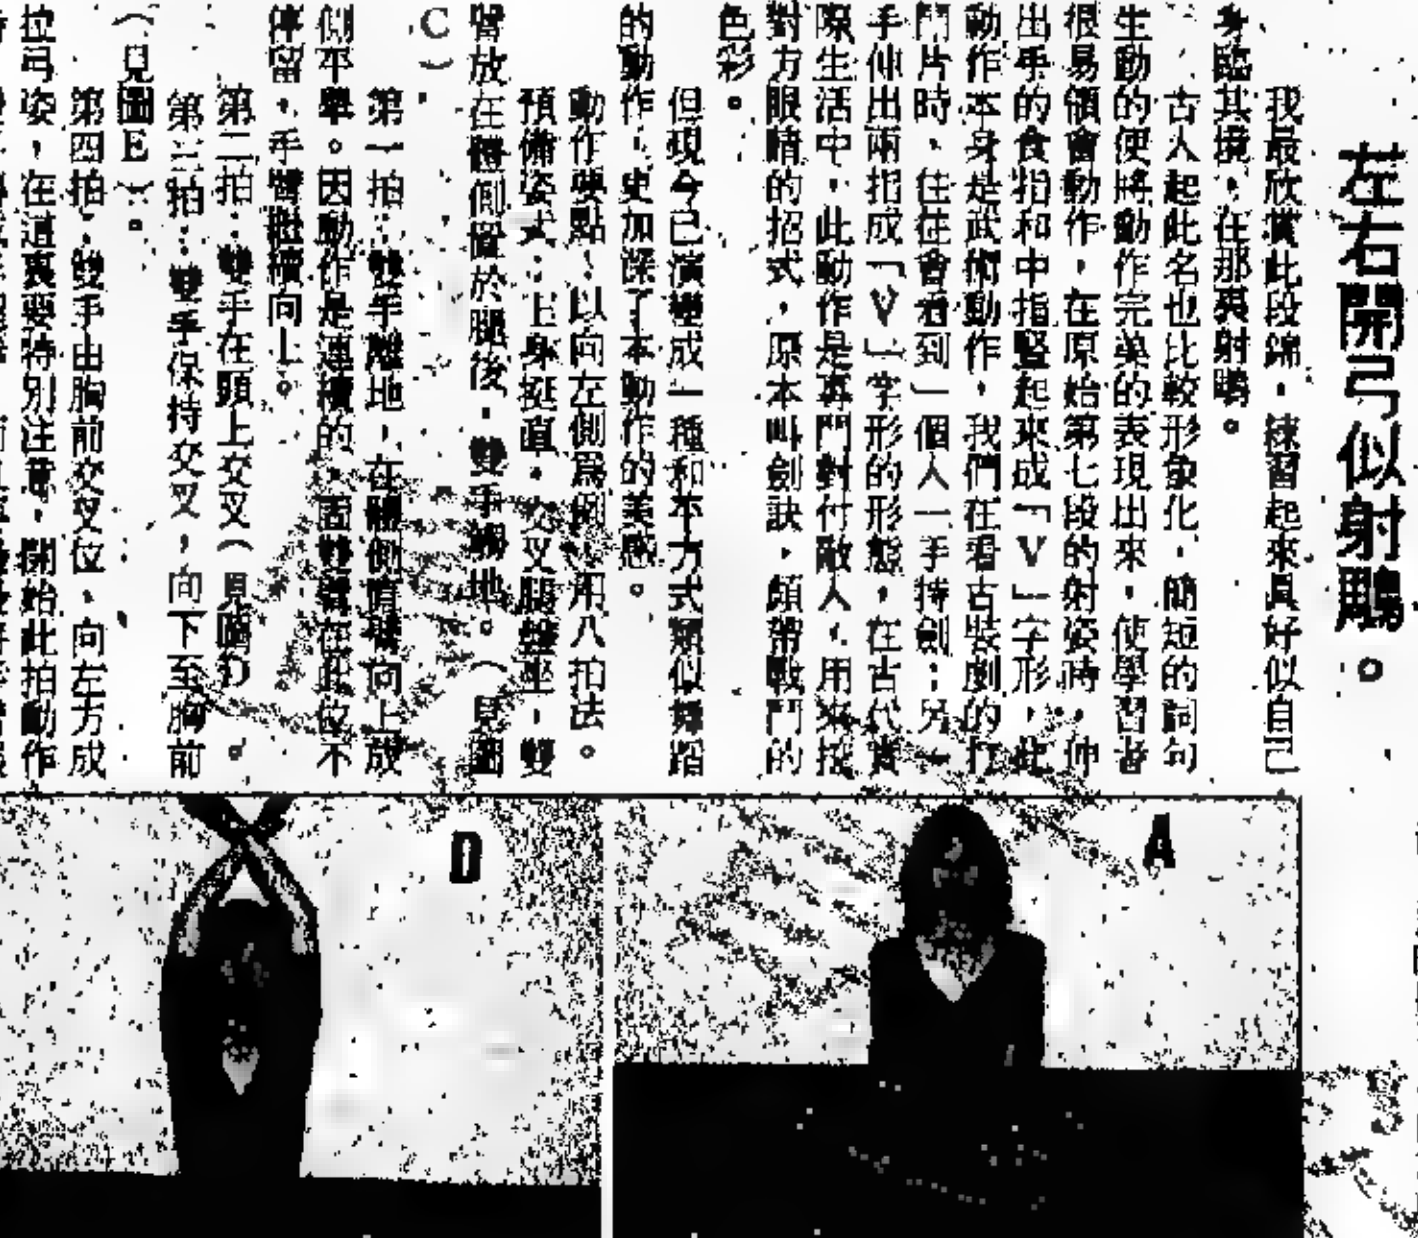 左右開弓似射鵰。
我最欣賞此段錦，練習起來眞好似自己
身臨其境，在那裏射鵰。
古人起此名也比較形象化，簡短的詞句
生動的便將動作完美的表現出來，使學習者
很易領會動作，在原始第七段的射姿時，伸
出手的食指和中指豎起來成「V」字形，此
動作本身是武術動作，我們在看古裝劇的打
鬥片時，往往會看到一個人一手持劍；另一
手伸出兩指成「V」字形的形態，在古代實
際生活中，此動作是專門對付敵人，用來挖
對方眼睛的招式，原本叫劍訣，頗帶戰鬥的
色彩。
但現今已演變成一種和本方式類似舞蹈
的動作，更加深了本動作的美感。
動作要點：以向左側爲例，用八拍法。
預備姿式：上身挺直，交叉腿盤坐，雙
臂放在體側置於腿後，雙手觸地。（見圖
C）。
第一拍：雙手離地，在體側直臂向上成
側平舉。因動作是連續的，固雙臂在此位不
停留，手臂繼續向上。
第二拍：雙手在頭上交叉（見圖D）。
第三拍：雙手保持交叉，向下至胸前
（見圖E）。
第四拍，雙手由胸前交叉位，向左方成
拉弓姿，在這裏要特別注意，開始此拍動作
D
A